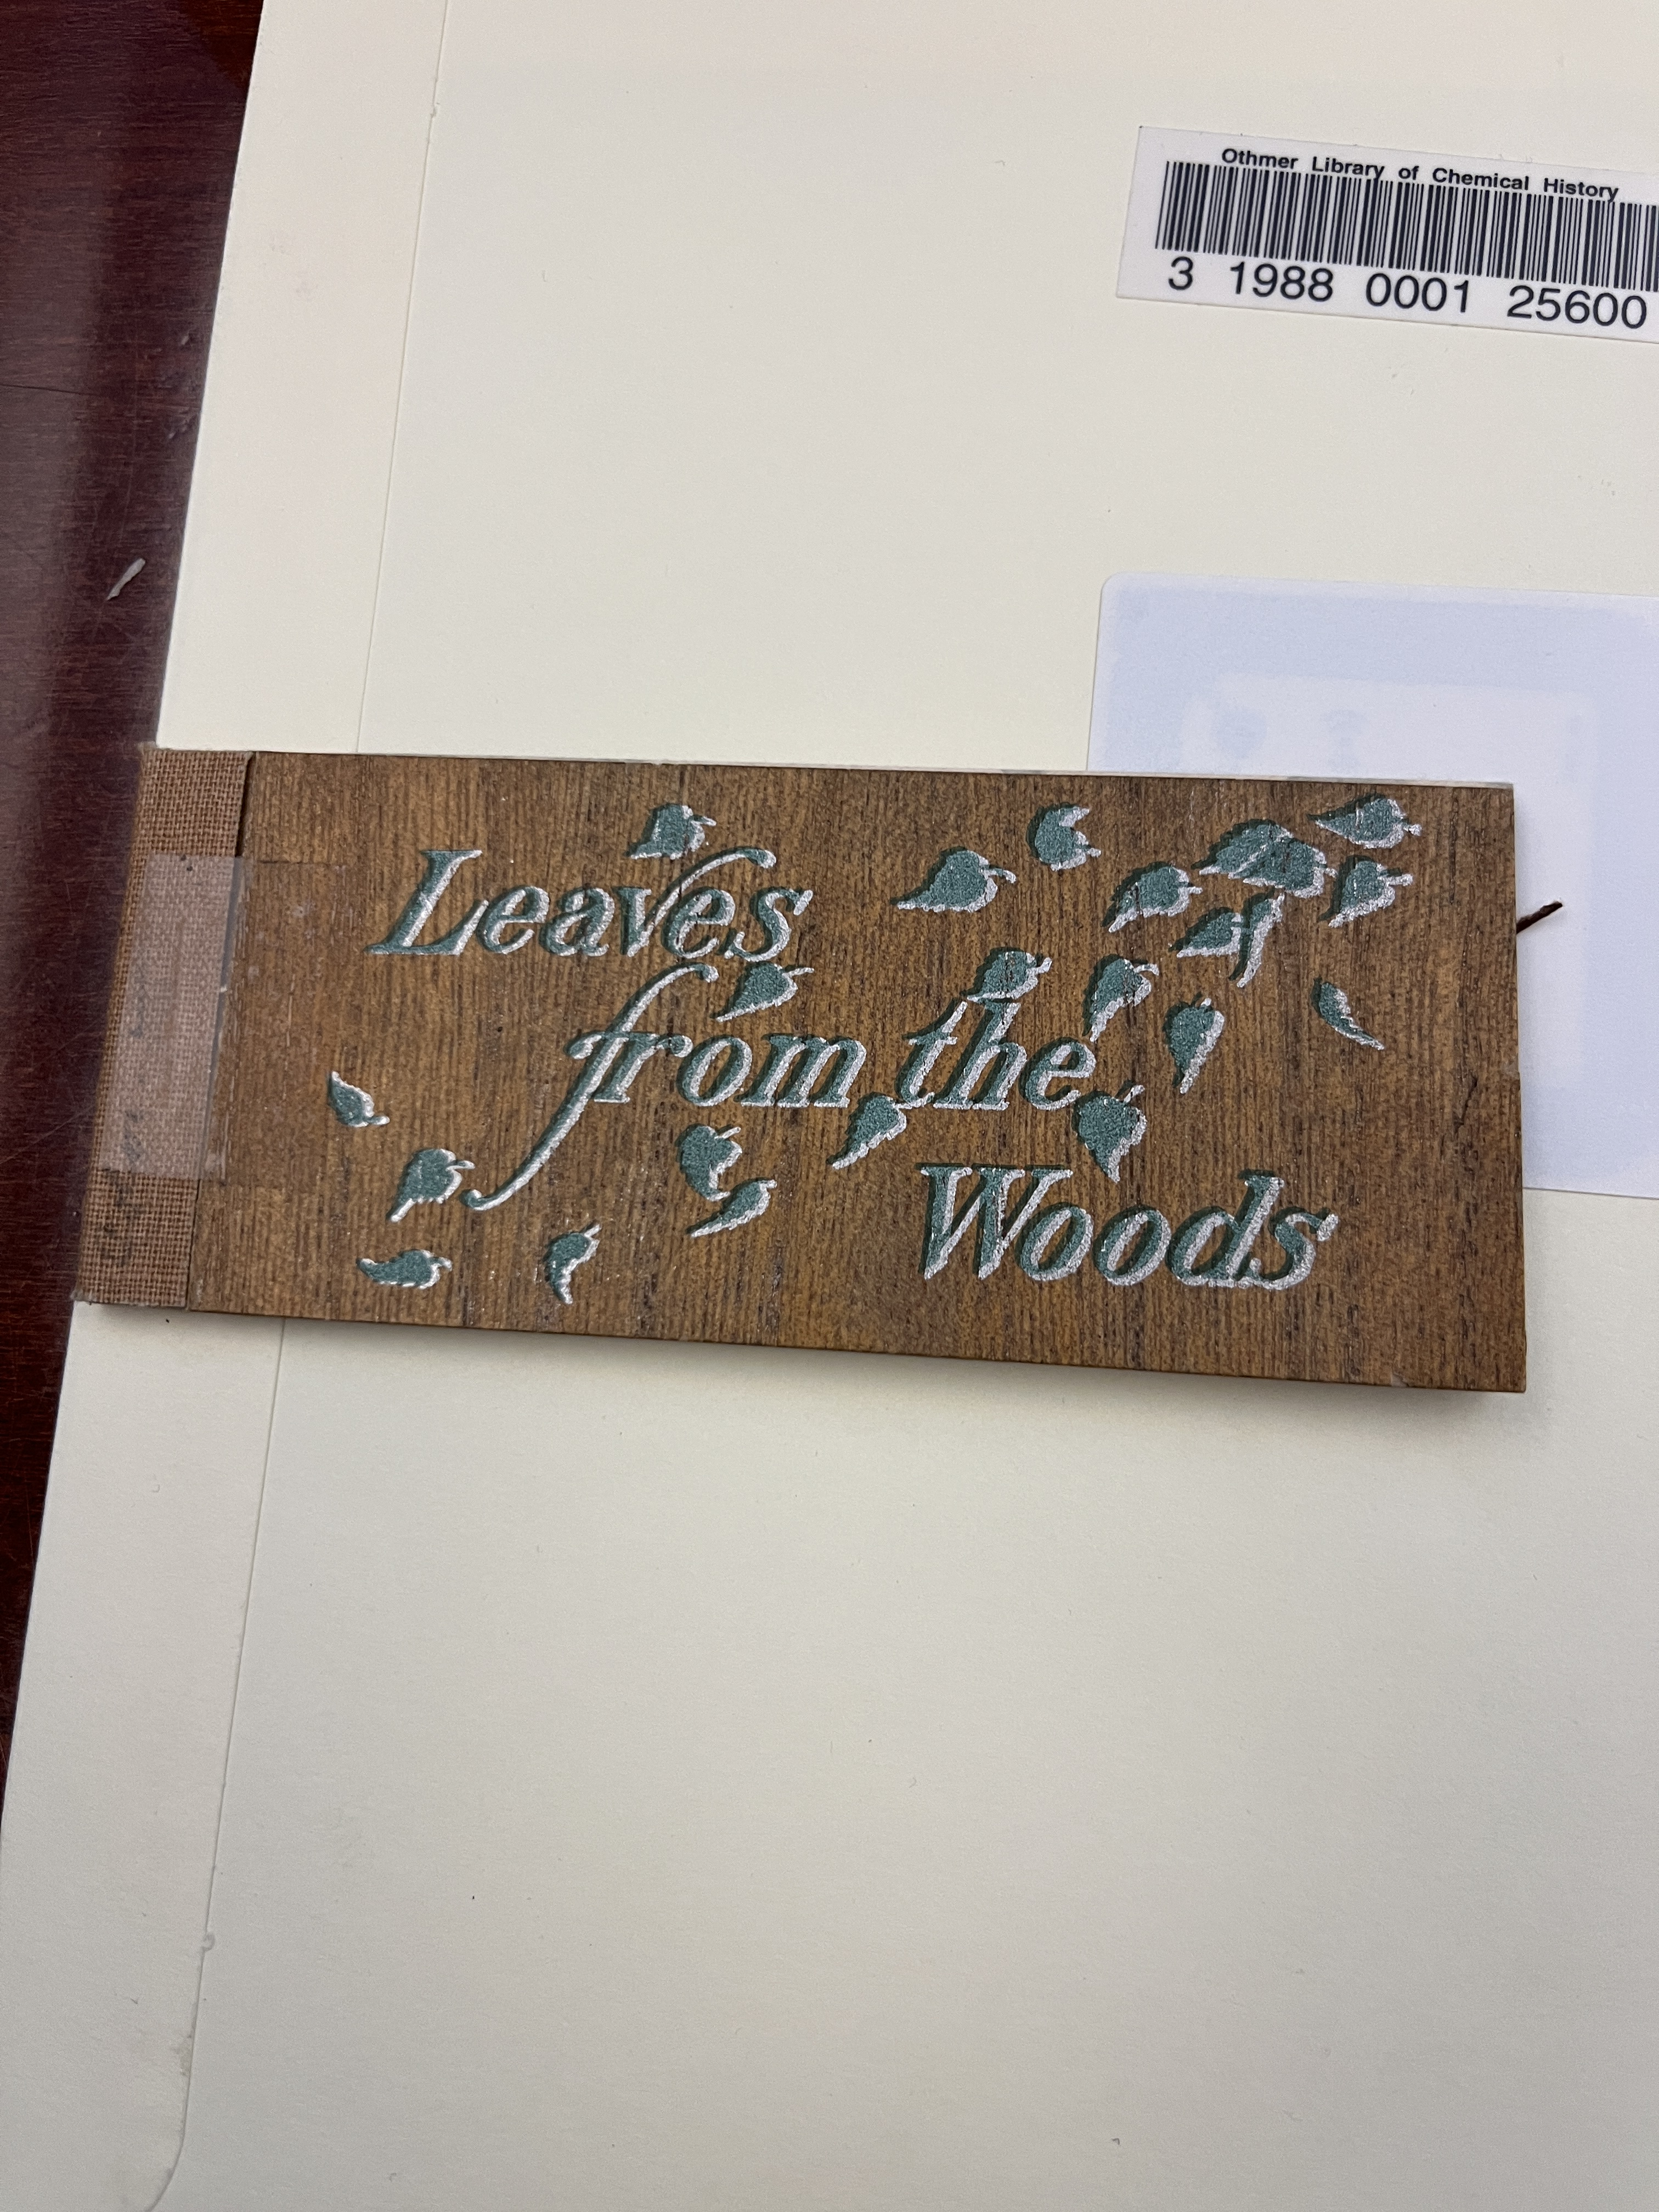 Othmer Library of Chemical History
3 1988 0001 25600
Leaves
from the
Woods